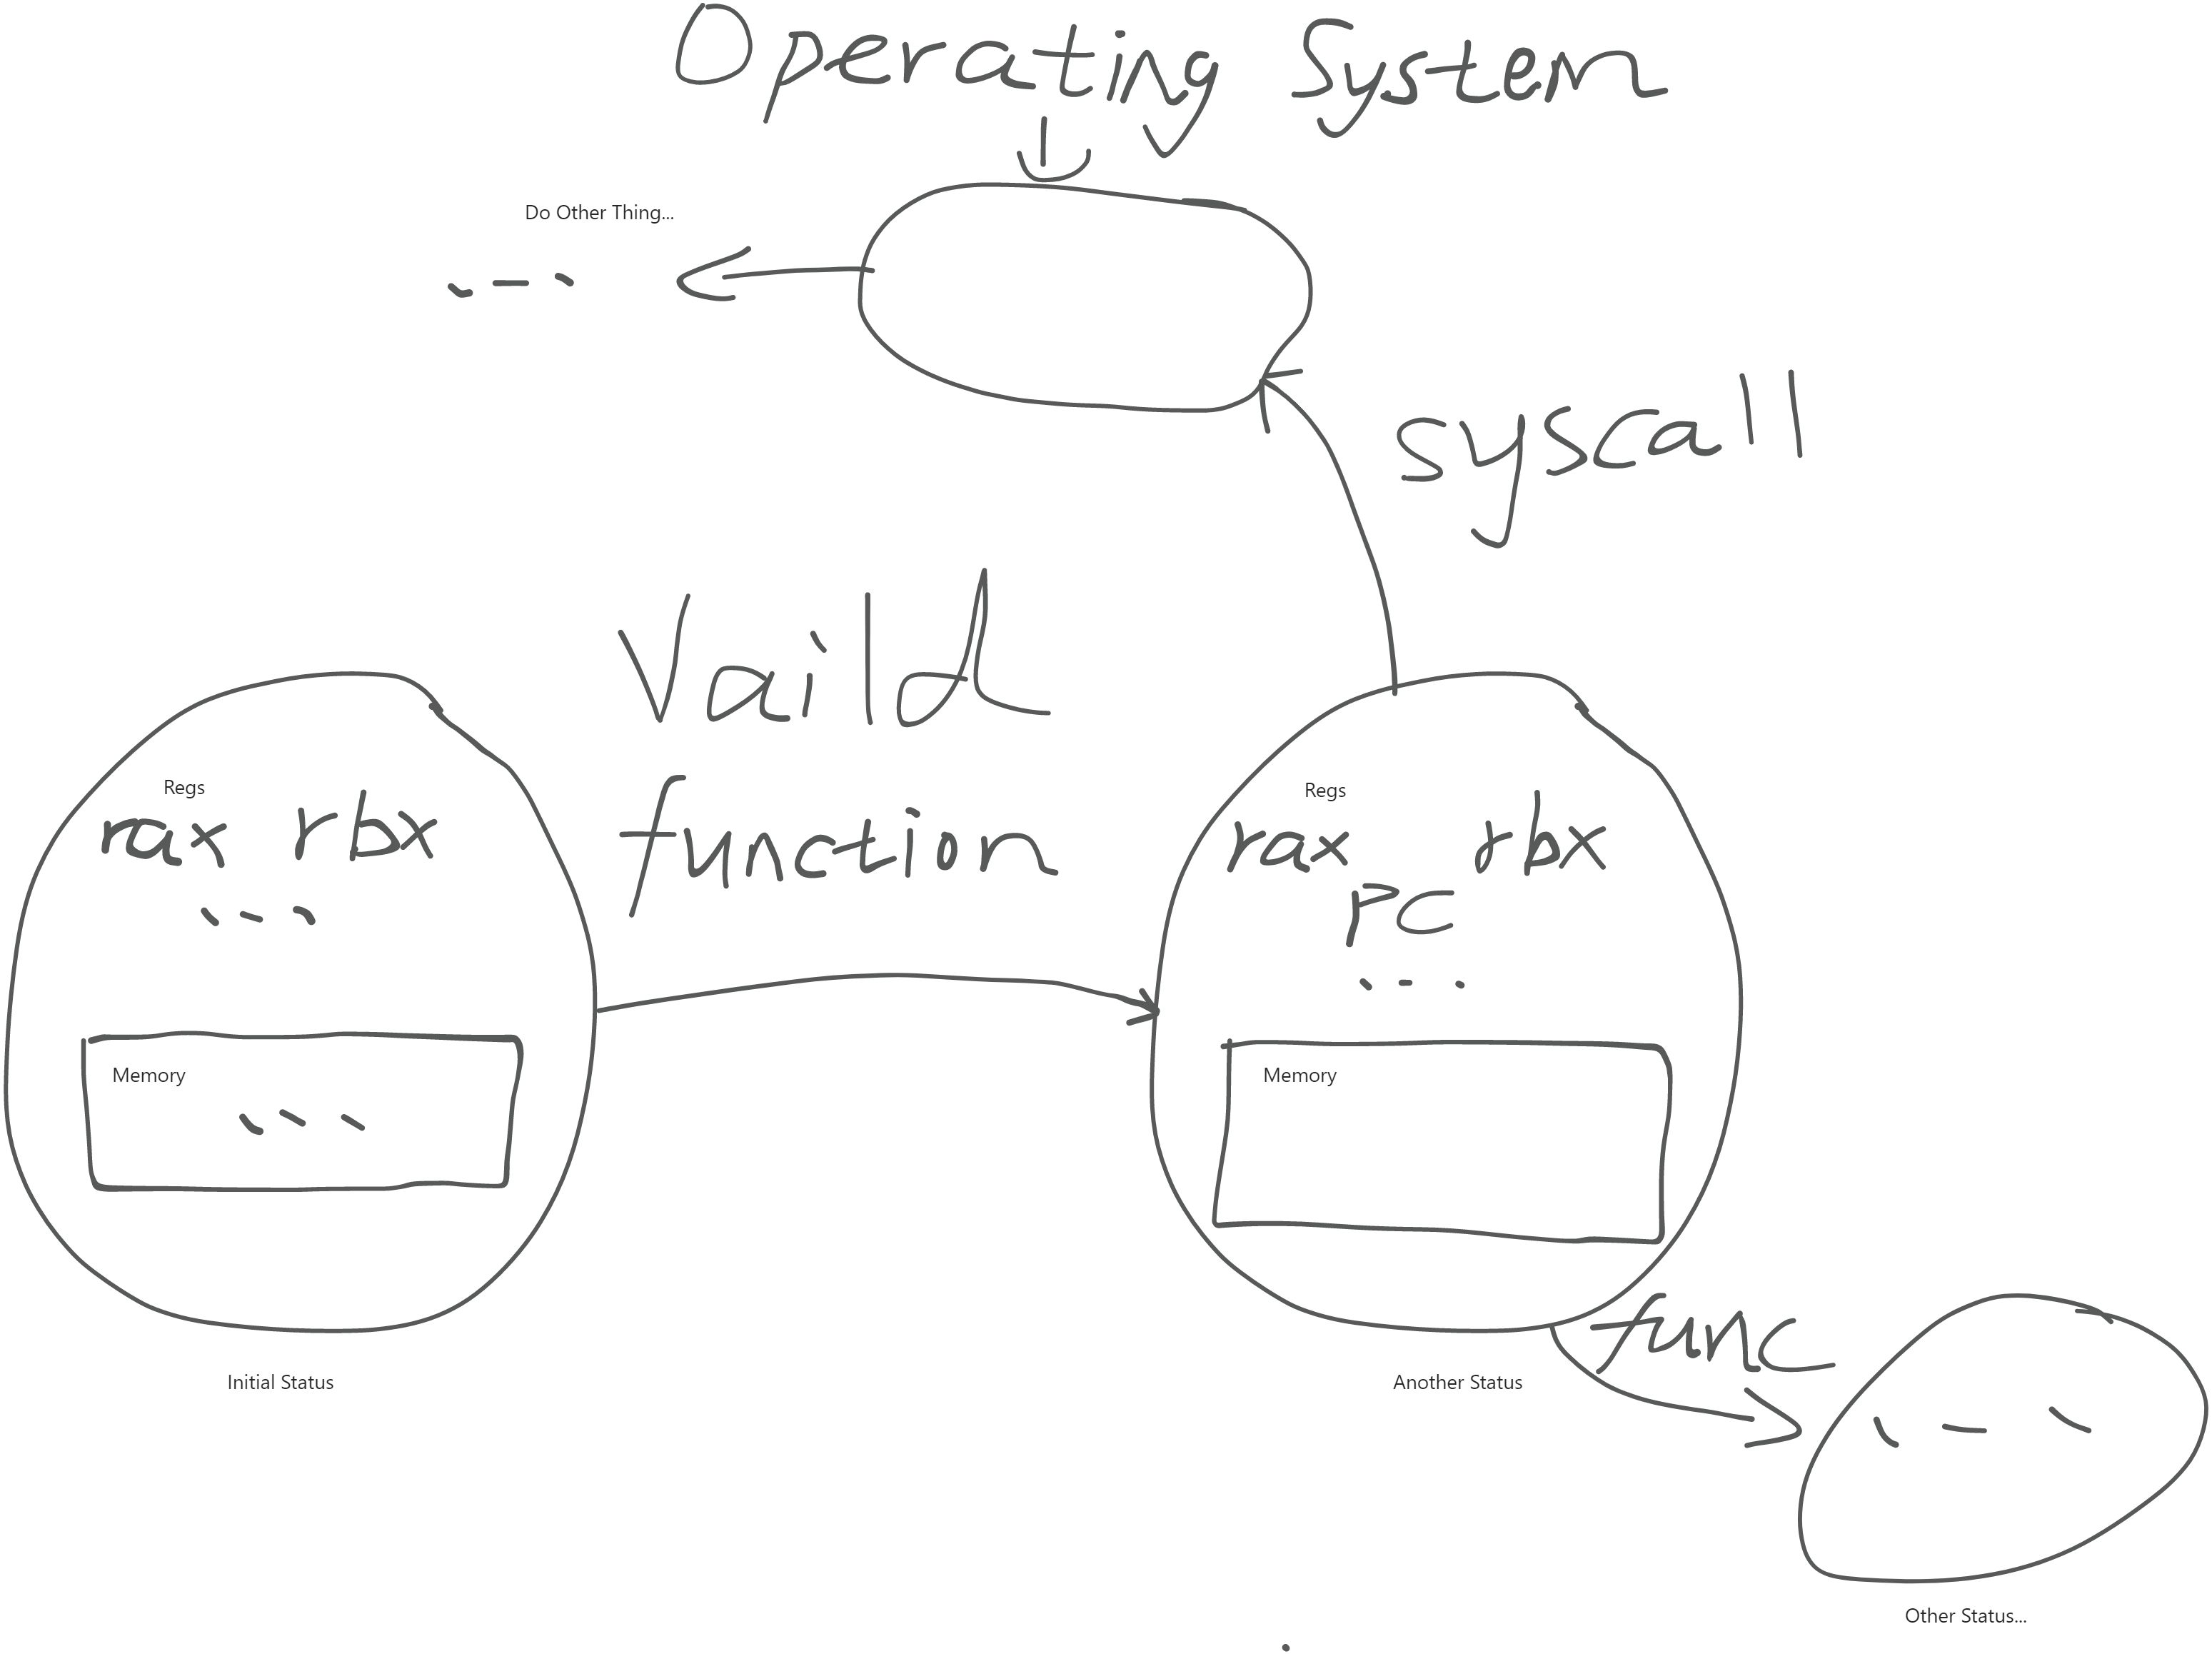 Operating System
Do Other Thing...
syscall
Vaild
function
Regs
rax rbx
Memory
Initial Status
Regs
rax rbx
PC
Memory
Another Status
func
Other Status...